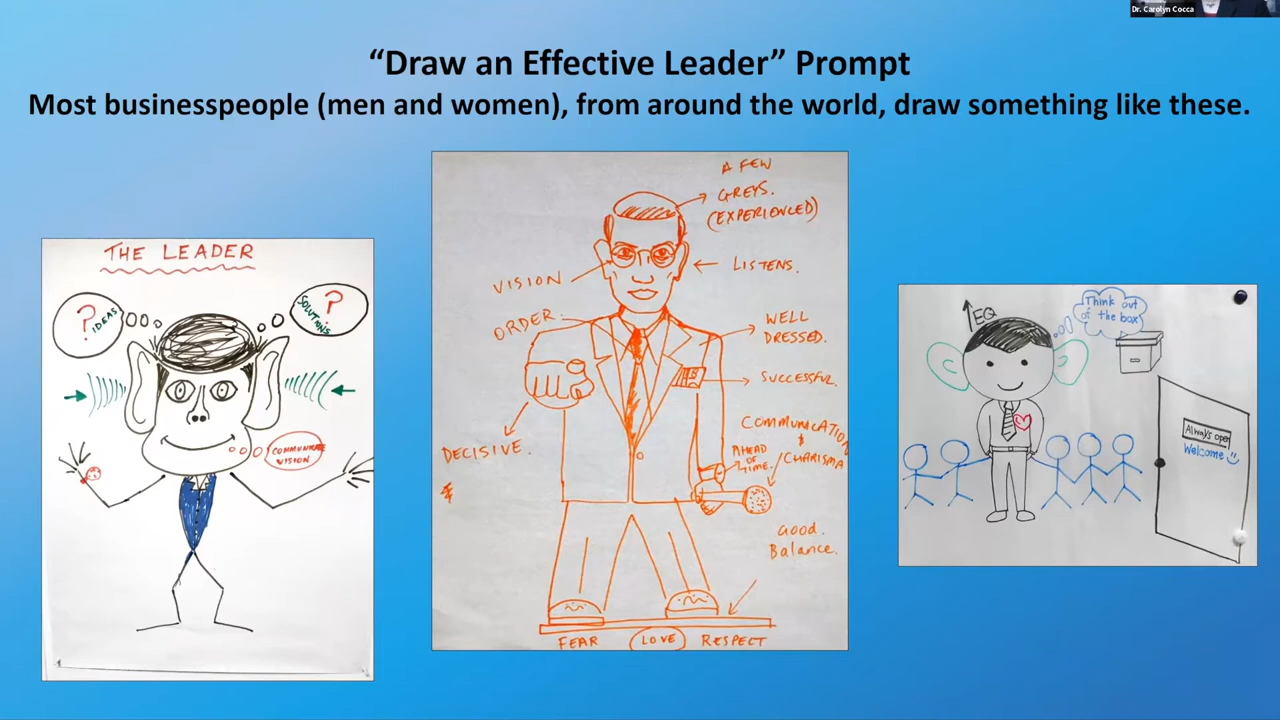 Dr. Carolyn Cocca
“Draw an Effective Leader” Prompt
Most businesspeople (men and women), from around the world, draw something like these.
THE LEADER
? IDEAS
? SOLUTIONS
COMMUNICATE
VISION
A FEW
GREYS.
(EXPERIENCED)
VISION
LISTENS.
ORDER.
WELL
DRESSED.
SUCCESSFUL.
DECISIVE.
COMMUNICATION
&
CHARISMA
AHEAD
OF
TIME.
GOOD
Balance.
FEAR LOVE RESPECT
EQ
Think out
of the box
Always open
Welcome